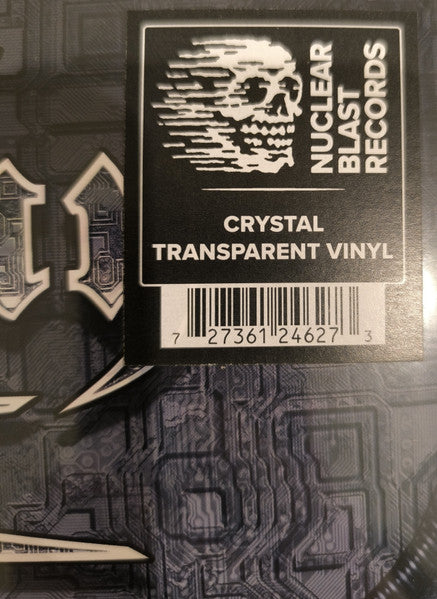 NUCLEAR
BLAST
RECORDS
CRYSTAL
TRANSPARENT VINYL
7 27361 24627 3